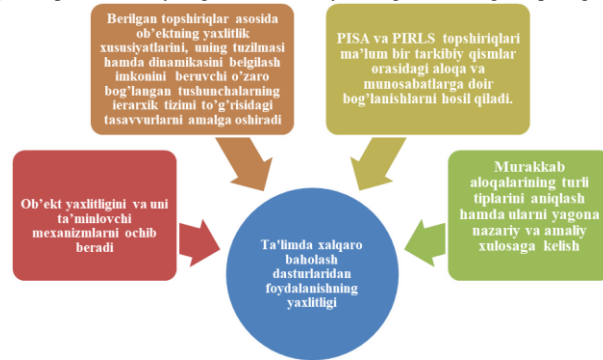 Berilgan topshiriqlar asosida
ob’ektning yaxlitlik
xususiyatlarini, uning tuzilmasi
hamda dinamikasini belgilash
imkonini beruvchi o’zaro
bog’langan tushunchalarning
ierarxik tizimi to’g’risidagi
tasavvurlarni amalga oshiradi
PISA va PIRLS topshiriqlari
ma’lum bir tarkibiy qismlar
orasidagi aloqa va
munosabatlarga doir
bog’lanishlarni hosil qiladi.
Ob’ekt yaxlitligini va uni
ta’minlovchi
mexanizmlarni ochib
beradi
Murakkab
aloqalarining turli
tiplarini aniqlash
hamda ularni yagona
nazariy va amaliy
xulosaga kelish
Ta'limda xalqaro
baholash
dasturlaridan
foydalanishning
yaxlitligi